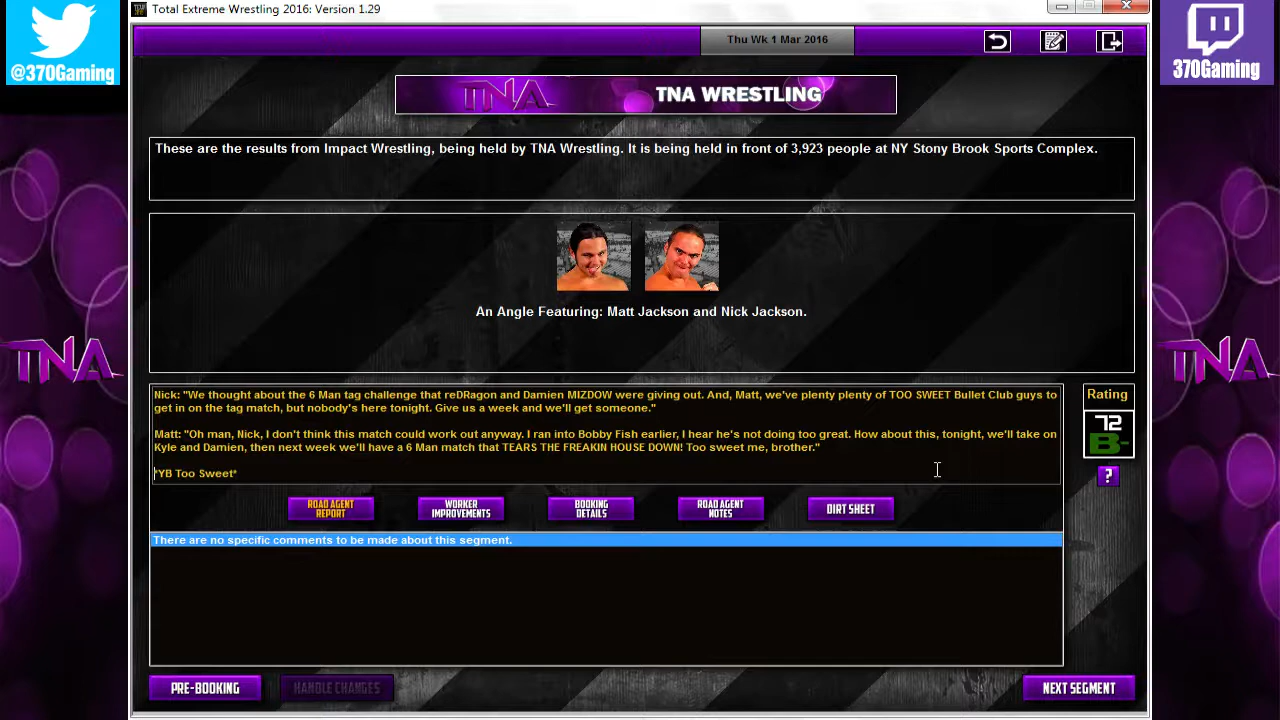 Total Extreme Wrestling 2016: Version 1.29
@370Gaming
370Gaming
Thu Wk 1 Mar 2016
TNA
TNA WRESTLING
These are the results from Impact Wrestling, being held by TNA Wrestling. It is being held in front of 3,923 people at NY Stony Brook Sports Complex.
An Angle Featuring: Matt Jackson and Nick Jackson.
TNA
TNA
Nick: "We thought about the 6 Man tag challenge that reDRagon and Damien MIZDOW were giving out. And, Matt, we've plenty plenty of TOO SWEET Bullet Club guys to
get in on the tag match, but nobody's here tonight. Give us a week and we'll get someone."
Matt: "Oh man, Nick, I don't think this match could work out anyway. I ran into Bobby Fish earlier, I hear he's not doing too great. How about this, tonight, we'll take on
Kyle and Damien, then next week we'll have a 6 Man match that TEARS THE FREAKIN HOUSE DOWN! Too sweet me, brother."
*YB Too Sweet*
Rating
72
B-
?
ROAD AGENT
REPORT
WORKER
IMPROVEMENTS
BOOKING
DETAILS
ROAD AGENT
NOTES
DIRT SHEET
There are no specific comments to be made about this segment.
PRE-BOOKING
HANDLE CHANGES
NEXT SEGMENT